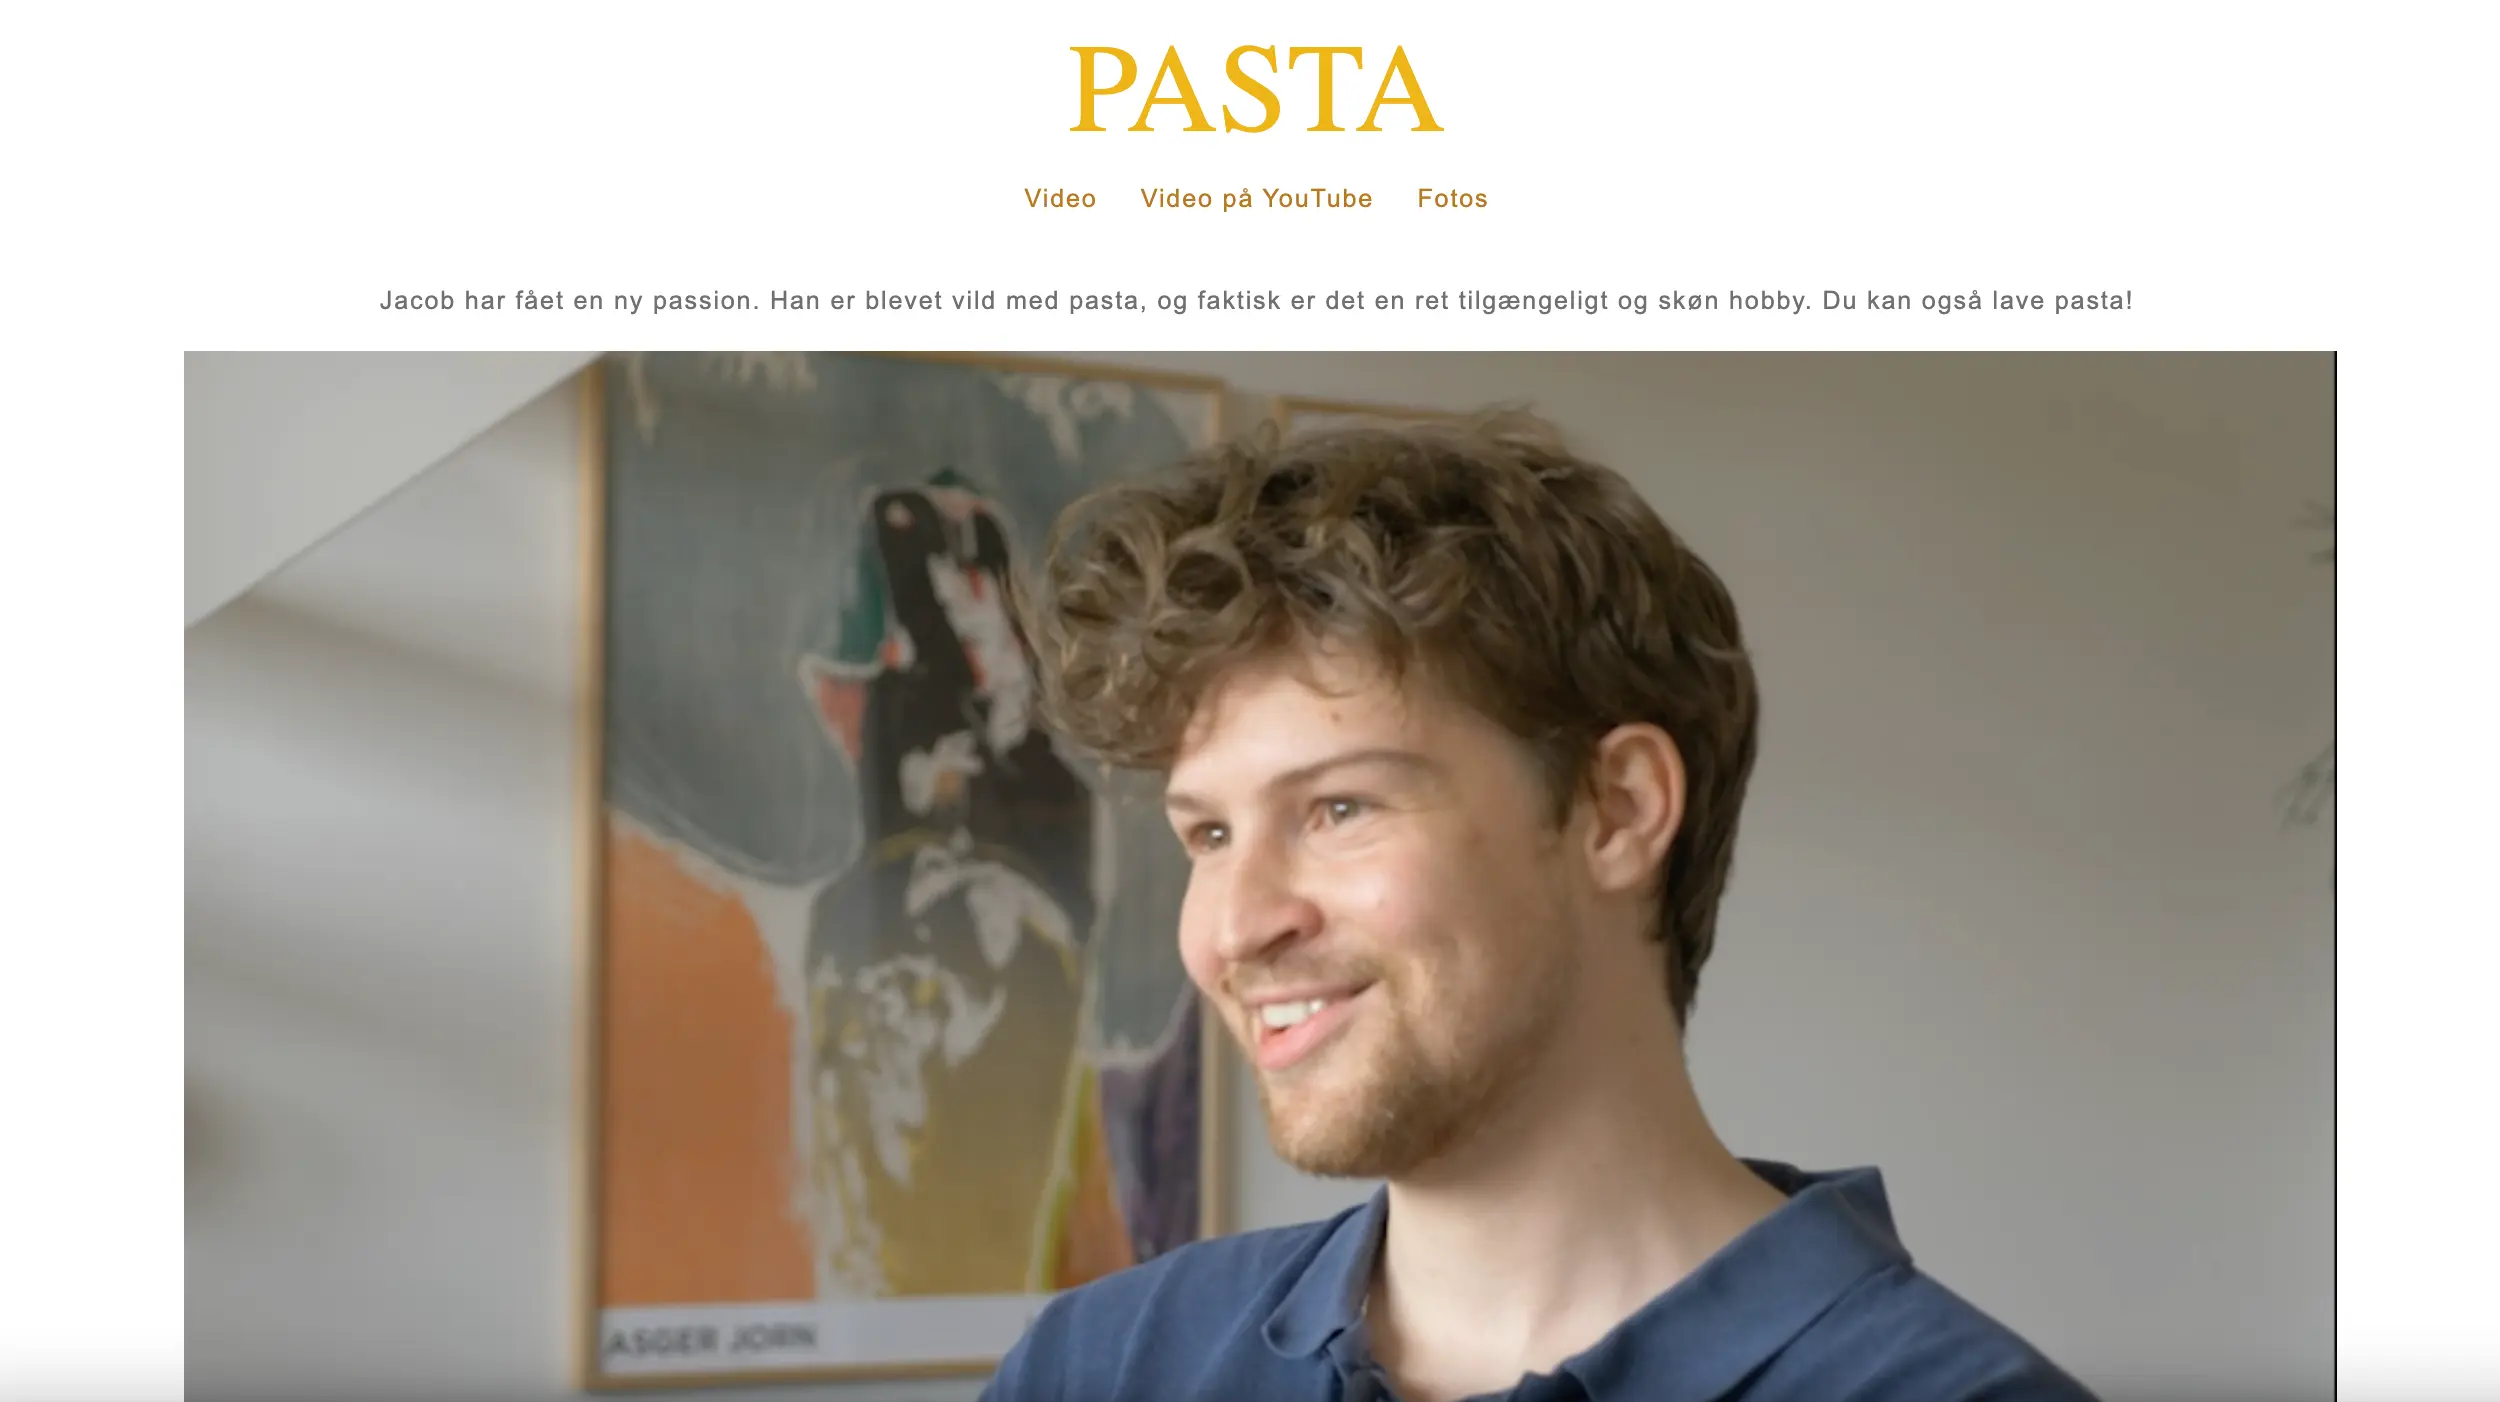 PASTA
Video Video på YouTube Fotos
Jacob har fået en ny passion. Han er blevet vild med pasta, og faktisk er det en ret tilgængeligt og skøn hobby. Du kan også lave pasta!
ASGER JORN